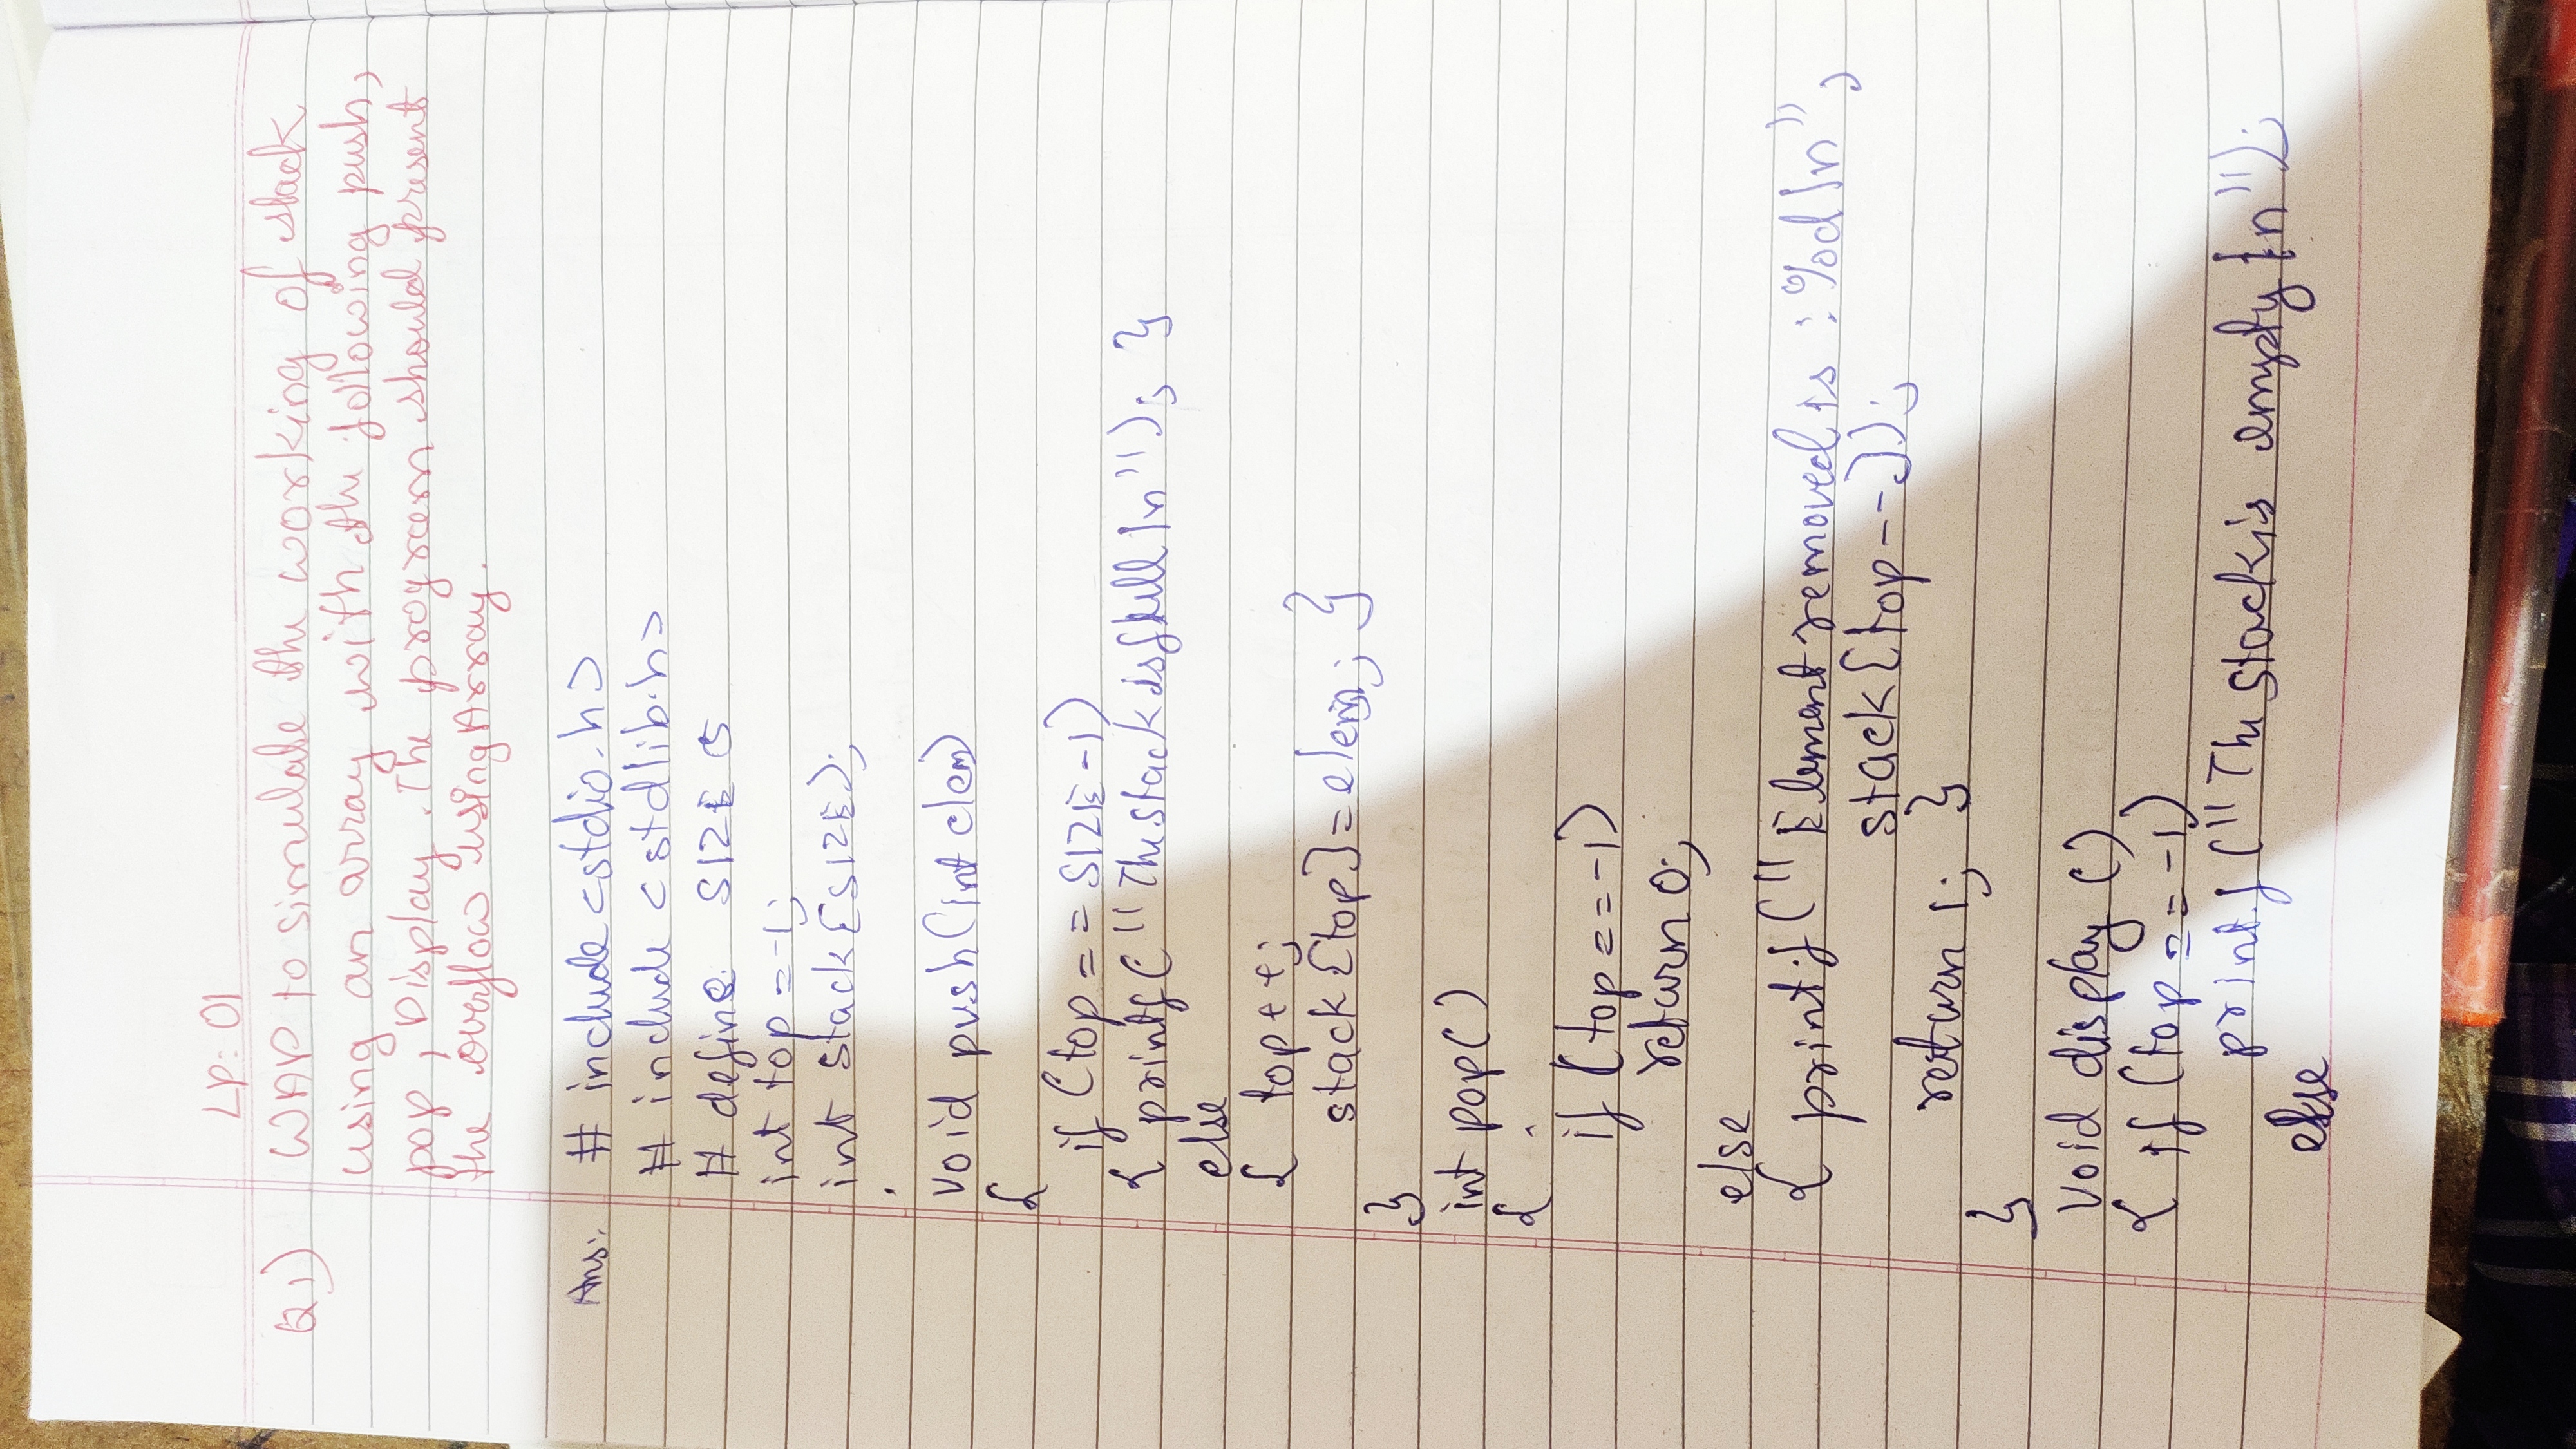 LP: 01
Q1) WAP to simulate the working of stack
using an array with the following push,
pop, Display. The program should present
the overflow using Array.
Ans:. # include <stdio.h>
# include <stdlib.h>
# define SIZE 5
int top = -1;
int stack[SIZE];
void push(int elem)
{
if (top == SIZE-1)
{ printf("The stack is full \n"); }
else
{ top++;
stack[top]=elem; }
}
int pop()
{
if (top == -1)
return 0;
else
{ printf("Element removed is : %d\n",
stack[top--]);
return 1; }
}
void display ()
{ if (top == -1)
printf("The stack is empty \n");
else